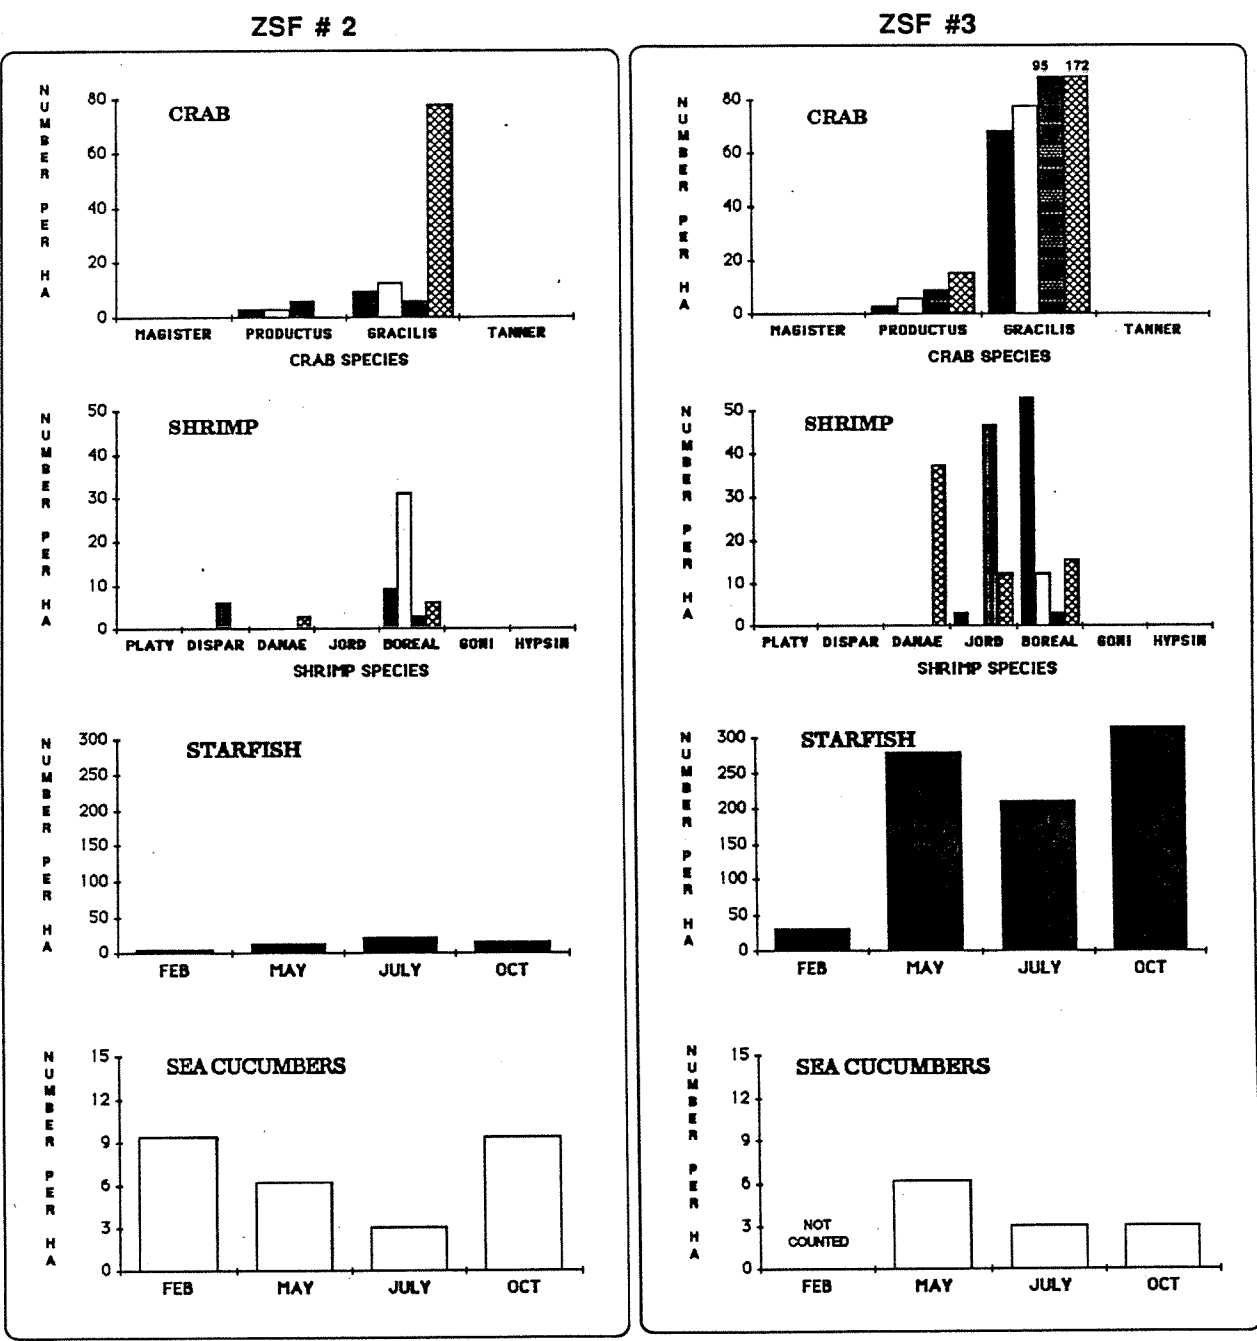 ZSF # 2
CRAB
NUMBER PER HA
80
60
40
20
0
MAGISTER PRODUCTUS GRACILIS TANNER
CRAB SPECIES
SHRIMP
NUMBER PER HA
50
40
30
20
10
0
PLATY DISPAR DANAE JORD BOREAL GONI HYPSIN
SHRIMP SPECIES
STARFISH
NUMBER PER HA
300
250
200
150
100
50
0
FEB MAY JULY OCT
SEA CUCUMBERS
NUMBER PER HA
15
12
9
6
3
0
FEB MAY JULY OCT
ZSF #3
95 172
CRAB
NUMBER PER HA
80
60
40
20
0
MAGISTER PRODUCTUS GRACILIS TANNER
CRAB SPECIES
SHRIMP
NUMBER PER HA
50
40
30
20
10
0
PLATY DISPAR DANAE JORD BOREAL GONI HYPSIN
SHRIMP SPECIES
STARFISH
NUMBER PER HA
300
250
200
150
100
50
0
FEB MAY JULY OCT
SEA CUCUMBERS
NUMBER PER HA
15
12
9
6
3
0
NOT
COUNTED
FEB MAY JULY OCT